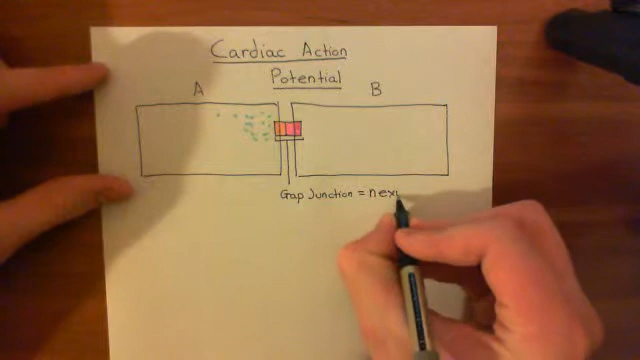 Cardiac Action
Potential
A
B
Gap Junction = nex